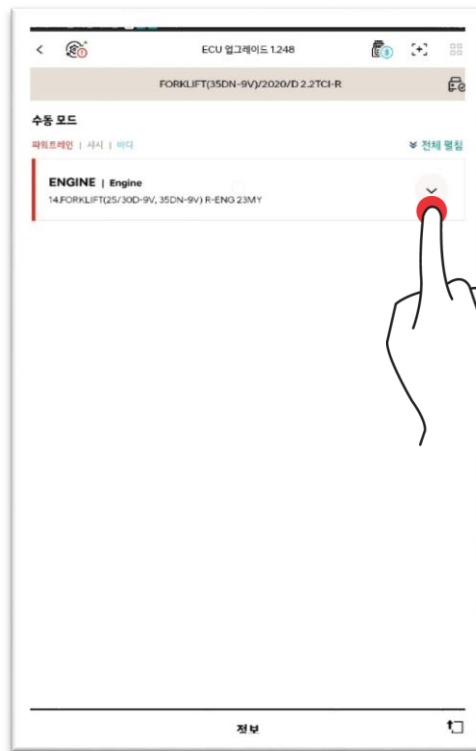 ECU 업그레이드 1.248
FORKLIFT(35DN-9V)/2020/D 2.2TCI-R
수동 모드
파워트레인 | 샤시 | 바디
전체 펼침
ENGINE | Engine
14.FORKLIFT(25/30D-9V, 35DN-9V) R-ENG 23MY
정보